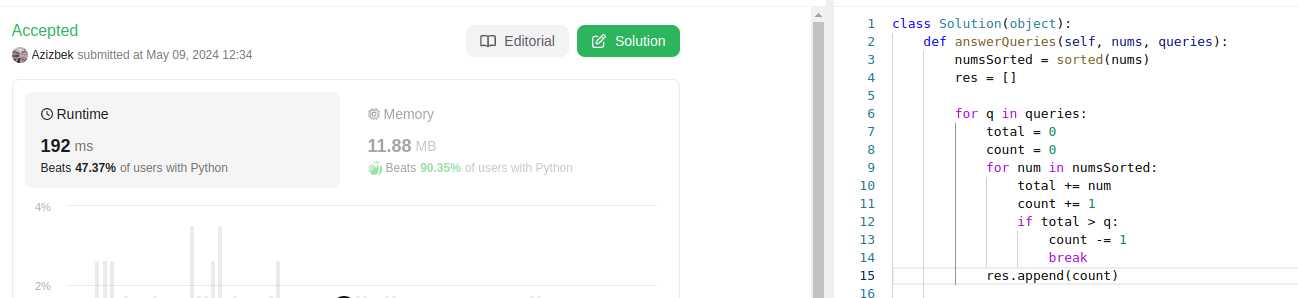 Accepted
Azizbek submitted at May 09, 2024 12:34
Editorial
Solution
Runtime
192 ms
Beats 47.37% of users with Python
Memory
11.88 MB
Beats 90.35% of users with Python
4%
2%
1 class Solution(object):
2     def answerQueries(self, nums, queries):
3         numsSorted = sorted(nums)
4         res = []
5
6         for q in queries:
7             total = 0
8             count = 0
9             for num in numsSorted:
10                 total += num
11                 count += 1
12                 if total > q:
13                     count -= 1
14                     break
15             res.append(count)
16